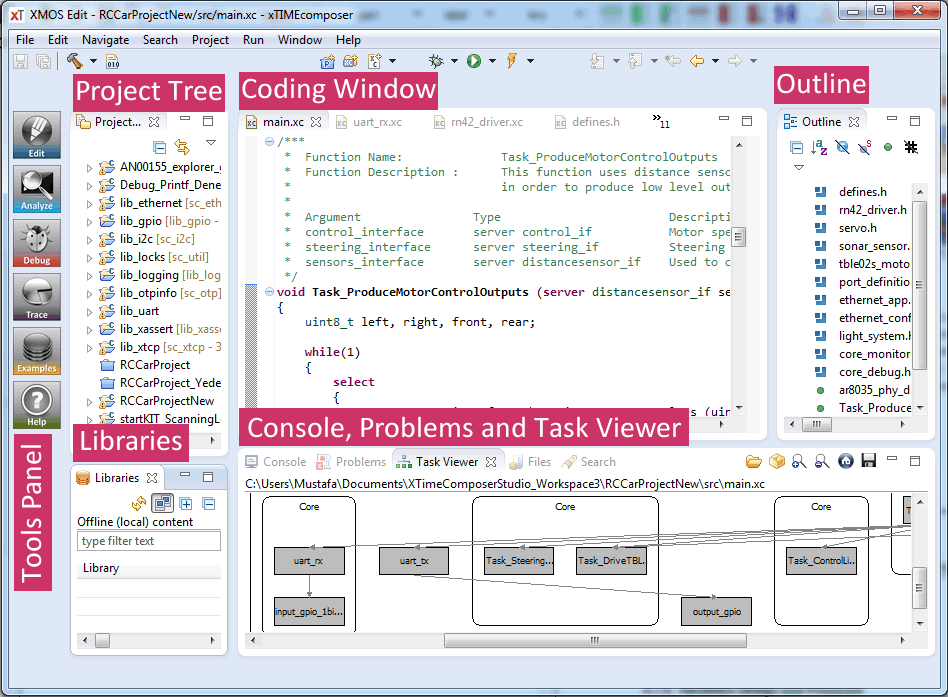 XMOS Edit - RCCarProjectNew/src/main.xc - xTIMEcomposer
File Edit Navigate Search Project Run Window Help
Project Tree
Coding Window
Outline
Edit
Analyze
Debug
Trace
Examples
Help
Tools Panel
Project...
AN00155_explorer_
Debug_Printf_Dene
lib_ethernet [sc_eth
lib_gpio [lib_gpio -
lib_i2c [sc_i2c]
lib_locks [sc_util]
lib_logging [lib_log
lib_otpinfo [sc_otp]
lib_uart
lib_xassert [lib_xass
lib_xtcp [sc_xtcp - 3
RCCarProject
RCCarProject_Yede
RCCarProjectNew
startKIT_ScanningL
main.xc uart_rx.xc rn42_driver.xc defines.h »11
/***
* Function Name: Task_ProduceMotorControlOutputs
* Function Description : This function uses distance senso
* in order to produce low level out
*
* Argument Type Descripti
* control_interface server control_if Motor spe
* steering_interface server steering_if Steering
* sensors_interface server distancesensor_if Used to c
*/
void Task_ProduceMotorControlOutputs (server distancesensor_if se
{
uint8_t left, right, front, rear;
while(1)
{
select
{
Outline
defines.h
rn42_driver.h
servo.h
sonar_sensor.
tble02s_moto
port_definitio
ethernet_app.
ethernet_conf
light_system.h
core_monitor
core_debug.h
ar8035_phy_d
Task_Produce
Libraries
Libraries
Offline (local) content
type filter text
Library
Console, Problems and Task Viewer
Console Problems Task Viewer Files Search
C:\Users\Mustafa\Documents\XTimeComposerStudio_Workspace3\RCCarProjectNew\src\main.xc
Core Core Core
uart_rx uart_tx Task_Steering... Task_DriveTBL. Task_ControlLi.
input_gpio_1bi... output_gpio